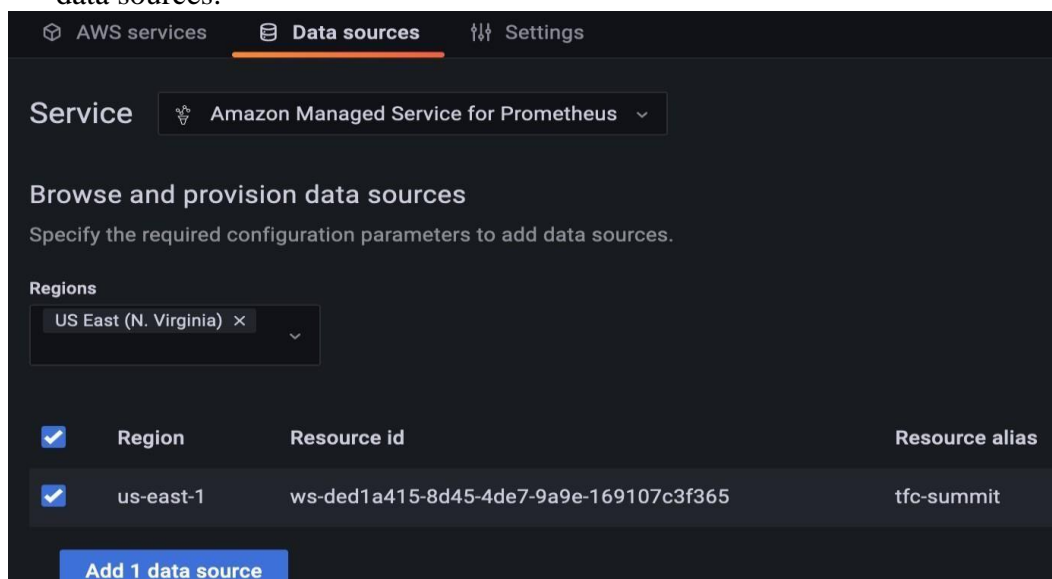 data sources.
AWS services Data sources Settings
Service Amazon Managed Service for Prometheus
Browse and provision data sources
Specify the required configuration parameters to add data sources.
Regions
US East (N. Virginia) ×
Region Resource id Resource alias
us-east-1 ws-ded1a415-8d45-4de7-9a9e-169107c3f365 tfc-summit
Add 1 data source